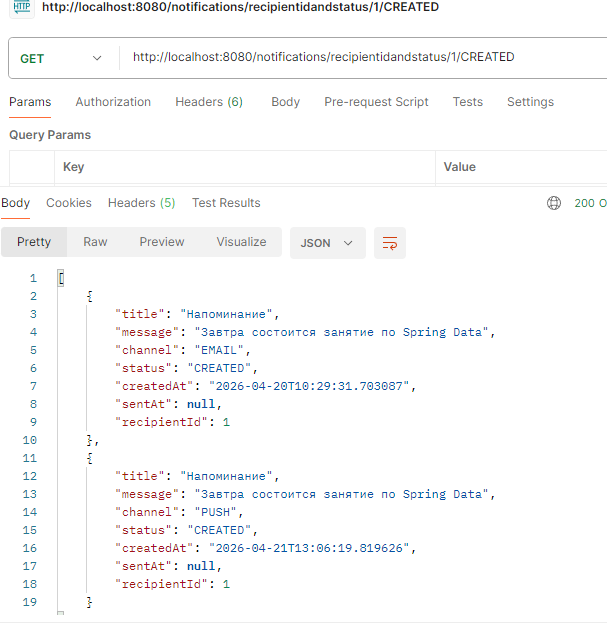 HTTP http://localhost:8080/notifications/recipientidandstatus/1/CREATED
GET http://localhost:8080/notifications/recipientidandstatus/1/CREATED
Params Authorization Headers (6) Body Pre-request Script Tests Settings
Query Params
Key Value
Body Cookies Headers (5) Test Results 200 O
Pretty Raw Preview Visualize JSON
1 [
2 {
3 "title": "Напоминание",
4 "message": "Завтра состоится занятие по Spring Data",
5 "channel": "EMAIL",
6 "status": "CREATED",
7 "createdAt": "2026-04-20T10:29:31.703087",
8 "sentAt": null,
9 "recipientId": 1
10 },
11 {
12 "title": "Напоминание",
13 "message": "Завтра состоится занятие по Spring Data",
14 "channel": "PUSH",
15 "status": "CREATED",
16 "createdAt": "2026-04-21T13:06:19.819626",
17 "sentAt": null,
18 "recipientId": 1
19 }